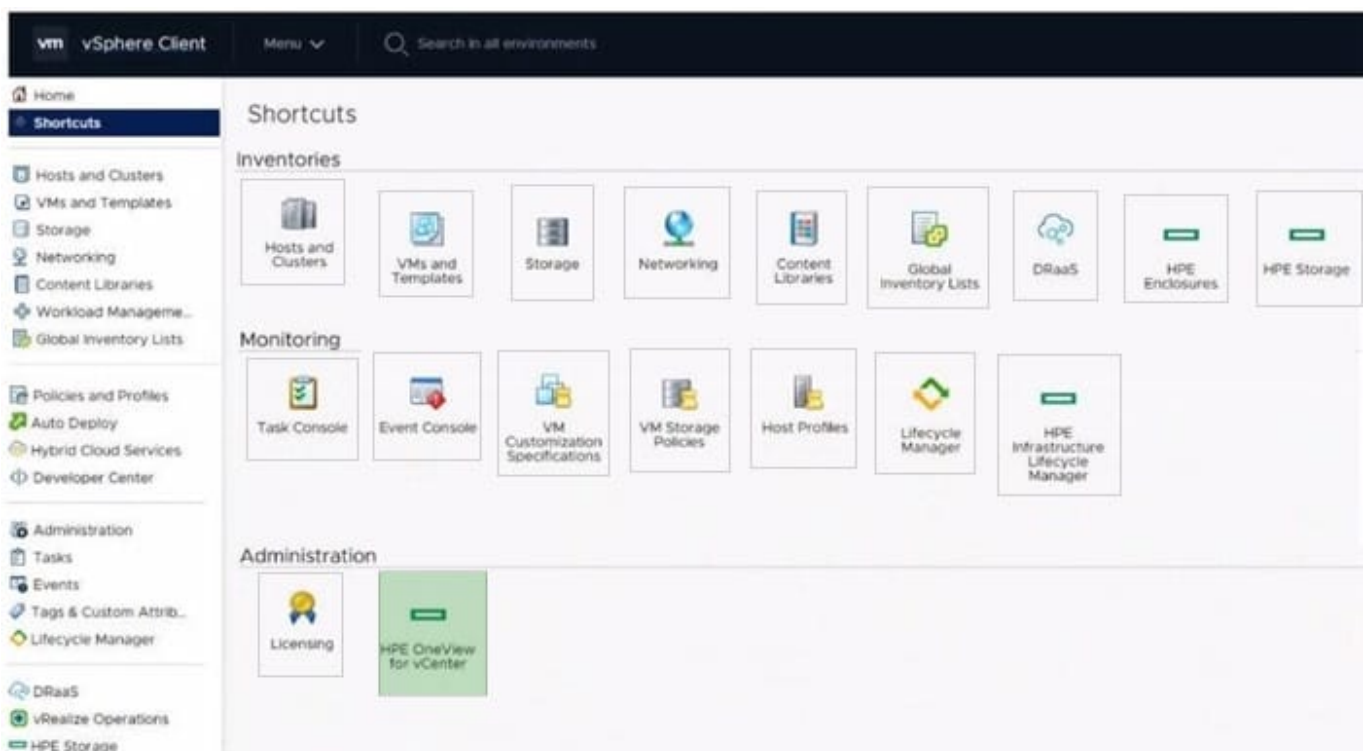 vm vSphere Client Menu Search in all environments
Home
Shortcuts
Hosts and Clusters
VMs and Templates
Storage
Networking
Content Libraries
Workload Manageme...
Global Inventory Lists
Policies and Profiles
Auto Deploy
Hybrid Cloud Services
Developer Center
Administration
Tasks
Events
Tags & Custom Attrib...
Lifecycle Manager
DRaaS
vRealize Operations
HPE Storage
Shortcuts
Inventories
Hosts and
Clusters
VMs and
Templates
Storage
Networking
Content
Libraries
Global
Inventory Lists
DRaaS
HPE
Enclosures
HPE Storage
Monitoring
Task Console
Event Console
VM
Customization
Specifications
VM Storage
Policies
Host Profiles
Lifecycle
Manager
HPE
Infrastructure
Lifecycle
Manager
Administration
Licensing
HPE OneView
for vCenter